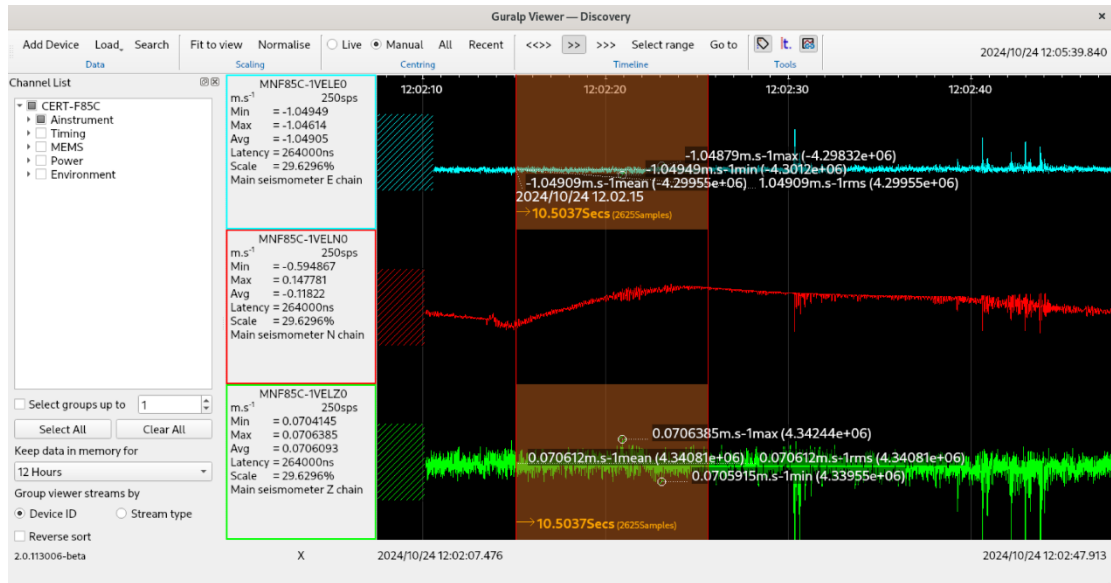 Guralp Viewer — Discovery
×
Add Device Load Search Fit to view Normalise Live Manual All Recent <<>> >> >>> Select range Go to t. 2024/10/24 12:05:39.840
Data Scaling Centring Timeline Tools
Channel List
CERT-F85C
Ainstrument
Timing
MEMS
Power
Environment
Select groups up to 1
Select All Clear All
Keep data in memory for
12 Hours
Group viewer streams by
Device ID Stream type
Reverse sort
2.0.113006-beta
MNF85C-1VELE0
m.s⁻¹ 250sps
Min = -1.04949
Max = -1.04614
Avg = -1.04905
Latency = 264000ns
Scale = 29.6296%
Main seismometer E chain
MNF85C-1VELN0
m.s⁻¹ 250sps
Min = -0.594867
Max = 0.147781
Avg = -0.11822
Latency = 264000ns
Scale = 29.6296%
Main seismometer N chain
MNF85C-1VELZ0
m.s⁻¹ 250sps
Min = 0.0704145
Max = 0.0706385
Avg = 0.0706093
Latency = 264000ns
Scale = 29.6296%
Main seismometer Z chain
12:02:10 12:02:20 12:02:30 12:02:40
-1.04879m.s-1max (-4.29832e+06)
-1.04949m.s-1min (-4.3012e+06)
-1.04909m.s-1mean (-4.29955e+06) 1.04909m.s-1rms (4.29955e+06)
2024/10/24 12.02.15
10.5037Secs (2625Samples)
0.0706385m.s-1max (4.34244e+06)
0.070612m.s-1mean (4.34081e+06) 0.070612m.s-1rms (4.34081e+06)
0.0705915m.s-1min (4.33955e+06)
10.5037Secs (2625Samples)
X 2024/10/24 12:02:07.476 2024/10/24 12:02:47.913